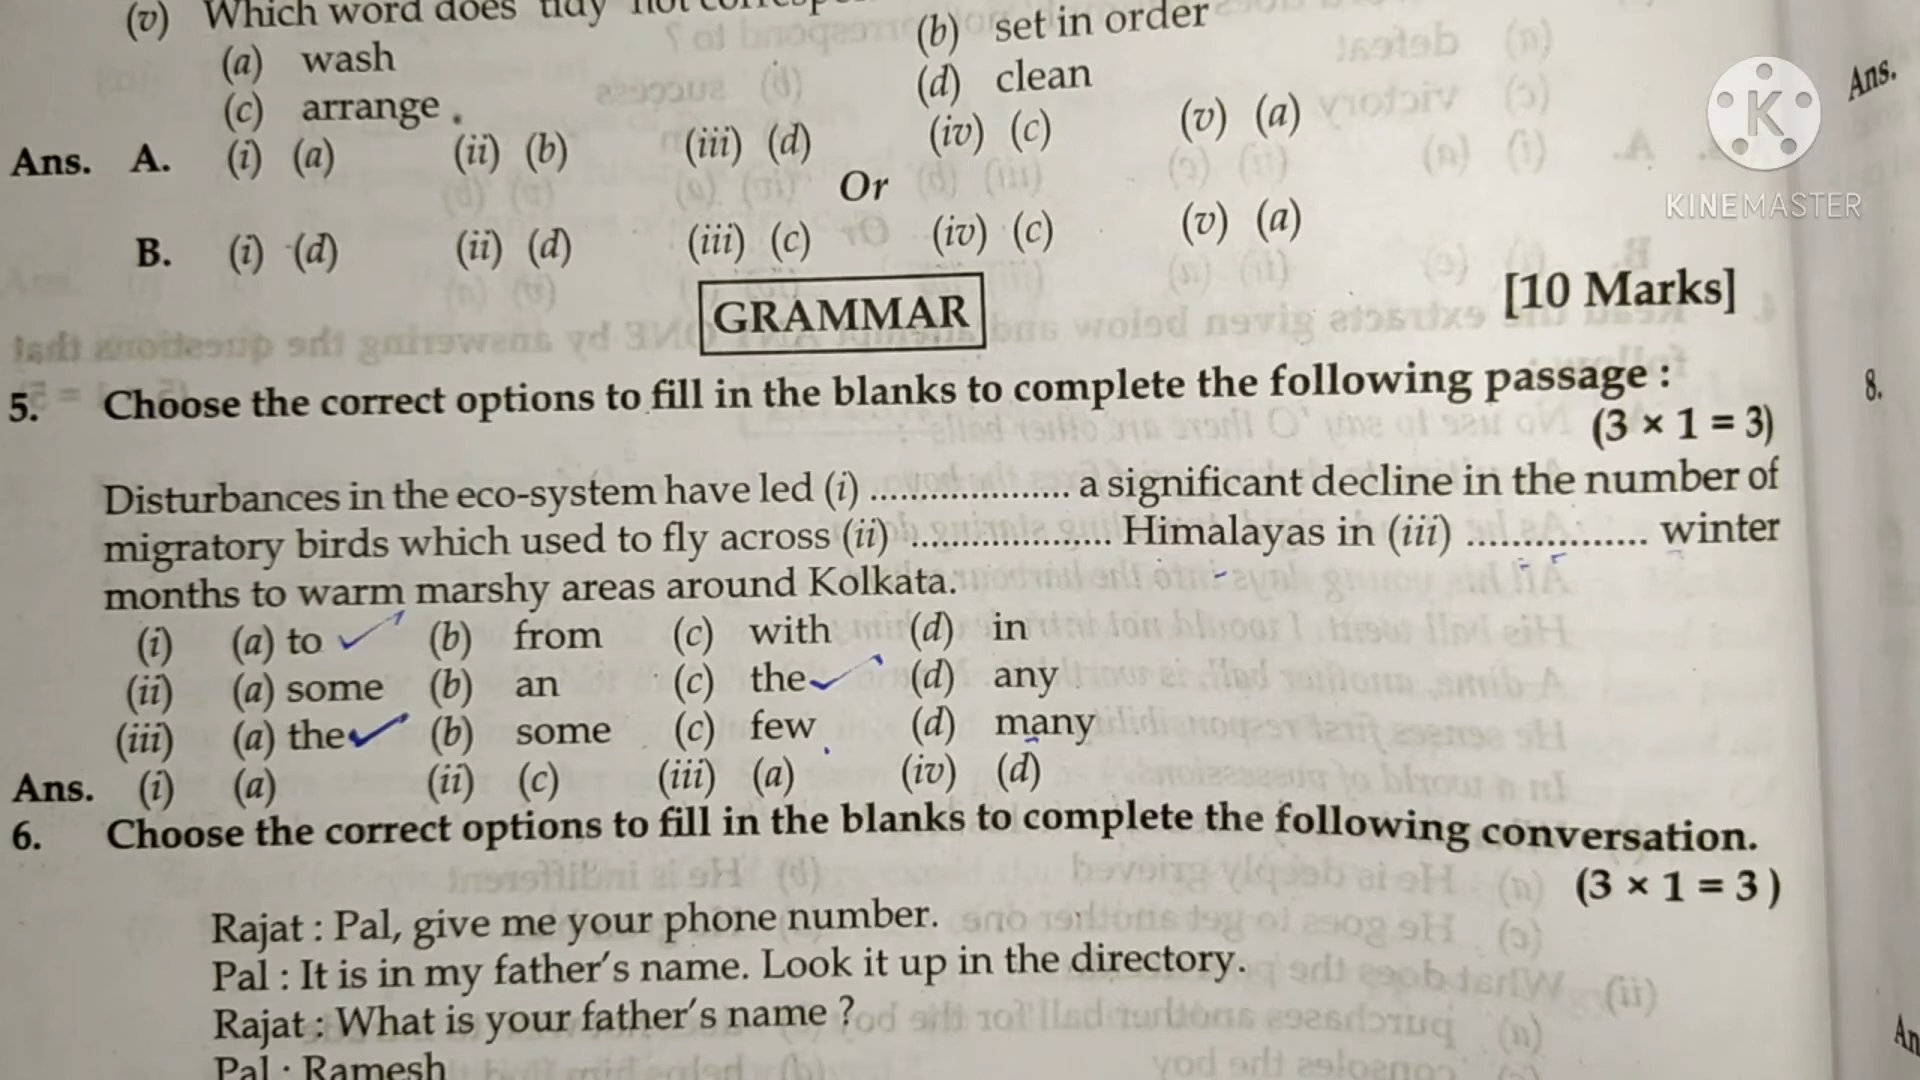 (v) Which word does 'tidy' not
(a) wash (b) set in order
(c) arrange. (d) clean
Ans. A. (i) (a) (ii) (b) (iii) (d) (iv) (c) (v) (a)
Or
B. (i) (d) (ii) (d) (iii) (c) (iv) (c) (v) (a)
GRAMMAR [10 Marks]
5. Choose the correct options to fill in the blanks to complete the following passage :
(3 × 1 = 3)
Disturbances in the eco-system have led (i) .................... a significant decline in the number of
migratory birds which used to fly across (ii) .................... Himalayas in (iii) .................. winter
months to warm marshy areas around Kolkata.
(i) (a) to (b) from (c) with (d) in
(ii) (a) some (b) an (c) the (d) any
(iii) (a) the (b) some (c) few (d) many
Ans. (i) (a) (ii) (c) (iii) (a) (iv) (d)
6. Choose the correct options to fill in the blanks to complete the following conversation.
(3 × 1 = 3)
Rajat : Pal, give me your phone number.
Pal : It is in my father's name. Look it up in the directory.
Rajat : What is your father's name ?
Pal : Ramesh
Ans.
8.
An
K
KINEMASTER